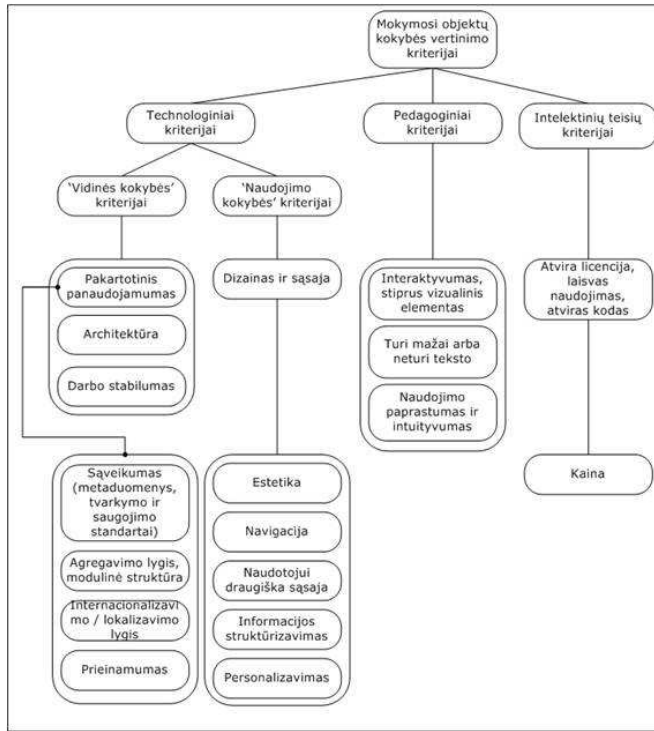 Mokymosi objektų
kokybės vertinimo
kriterijai
Technologiniai
kriterijai
Pedagoginiai
kriterijai
Intelektinių teisių
kriterijai
'Vidinės kokybės'
kriterijai
'Naudojimo
kokybės' kriterijai
Pakartotinis
panaudojamumas
Architektūra
Darbo stabilumas
Dizainas ir sąsaja
Interaktyvumas,
stiprus vizualinis
elementas
Turi mažai arba
neturi teksto
Naudojimo
paprastumas ir
intuityvumas
Atvira licencija,
laisvas
naudojimas,
atviras kodas
Sąveikumas
(metaduomenys,
tvarkymo ir
saugojimo
standartai)
Agregavimo lygis,
modulinė struktūra
Internacionalizavi
mo / lokalizavimo
lygis
Prieinamumas
Estetika
Navigacija
Naudotojui
draugiška sąsaja
Informacijos
struktūrizavimas
Personalizavimas
Kaina